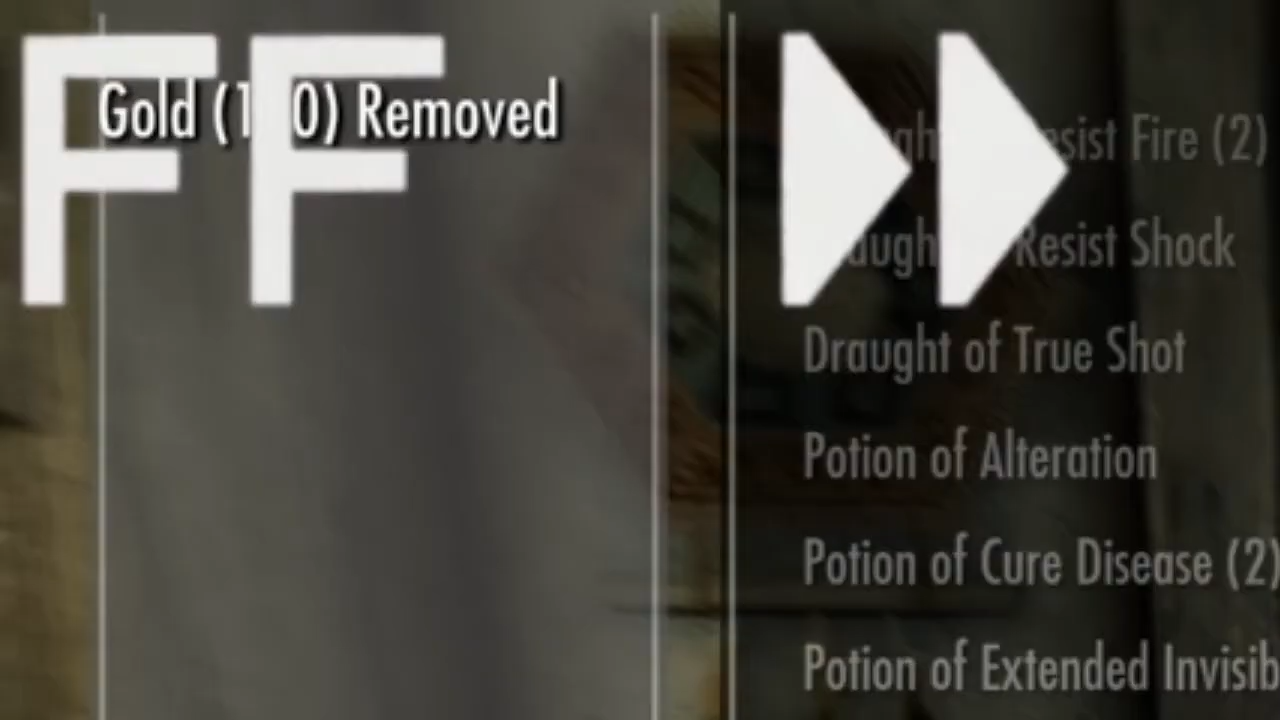 FF
Gold (1 0) Removed
Resist Fire (2)
Resist Shock
Draught of True Shot
Potion of Alteration
Potion of Cure Disease (2)
Potion of Extended